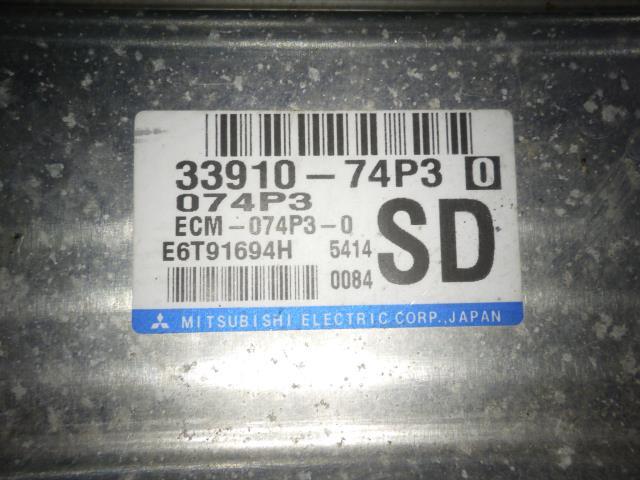 33910-74P3 0
074P3
ECM-074P3-0
E6T91694H 5414
0084
SD
MITSUBISHI ELECTRIC CORP., JAPAN